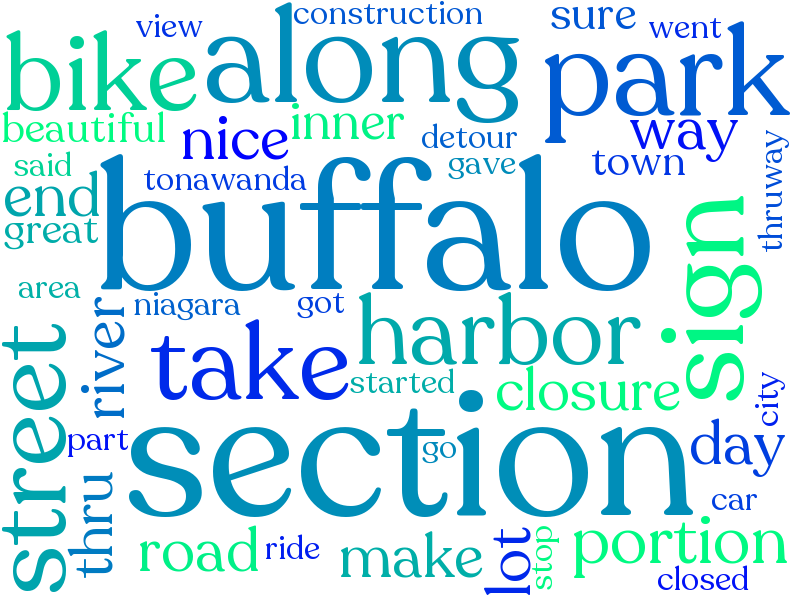 view
construction
sure
went
bike
along
park
beautiful
nice
inner
detour
way
said
tonawanda
gave
town
thruway
end
buffalo
great
sign
area
niagara
got
river
harbor
street
take
started
closure
city
part
section
go
day
thru
car
road
ride
make
lot
stop
portion
closed